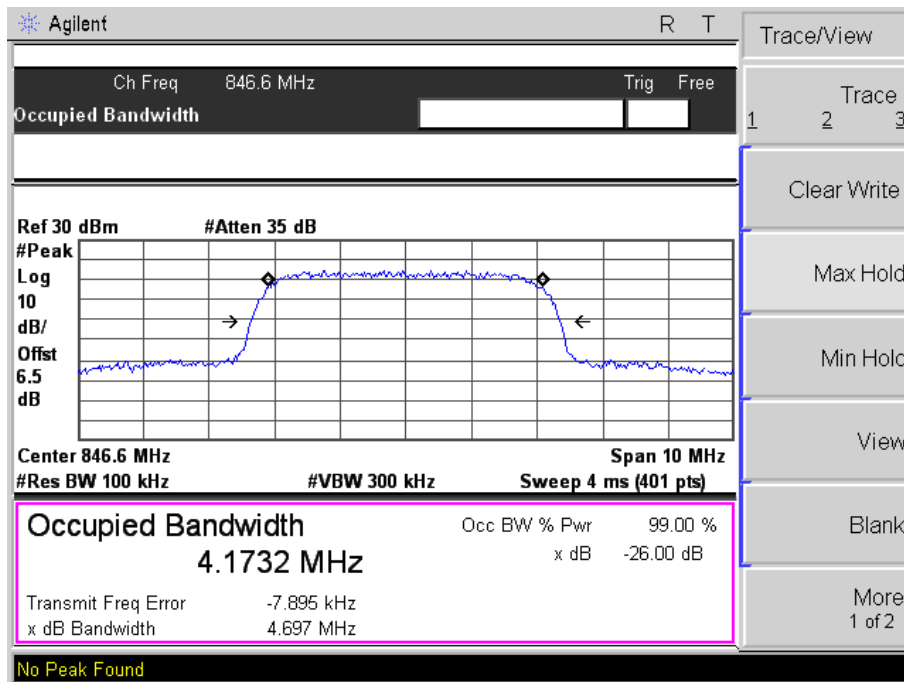 Agilent R T
Ch Freq 846.6 MHz Trig Free
Occupied Bandwidth
Ref 30 dBm #Atten 35 dB
#Peak
Log
10
dB/
Offst
6.5
dB
Center 846.6 MHz Span 10 MHz
#Res BW 100 kHz #VBW 300 kHz Sweep 4 ms (401 pts)
Occupied Bandwidth
4.1732 MHz
Occ BW % Pwr 99.00 %
x dB -26.00 dB
Transmit Freq Error -7.895 kHz
x dB Bandwidth 4.697 MHz
No Peak Found
Trace/View
Trace
1 2 3
Clear Write
Max Hold
Min Hold
View
Blank
More
1 of 2